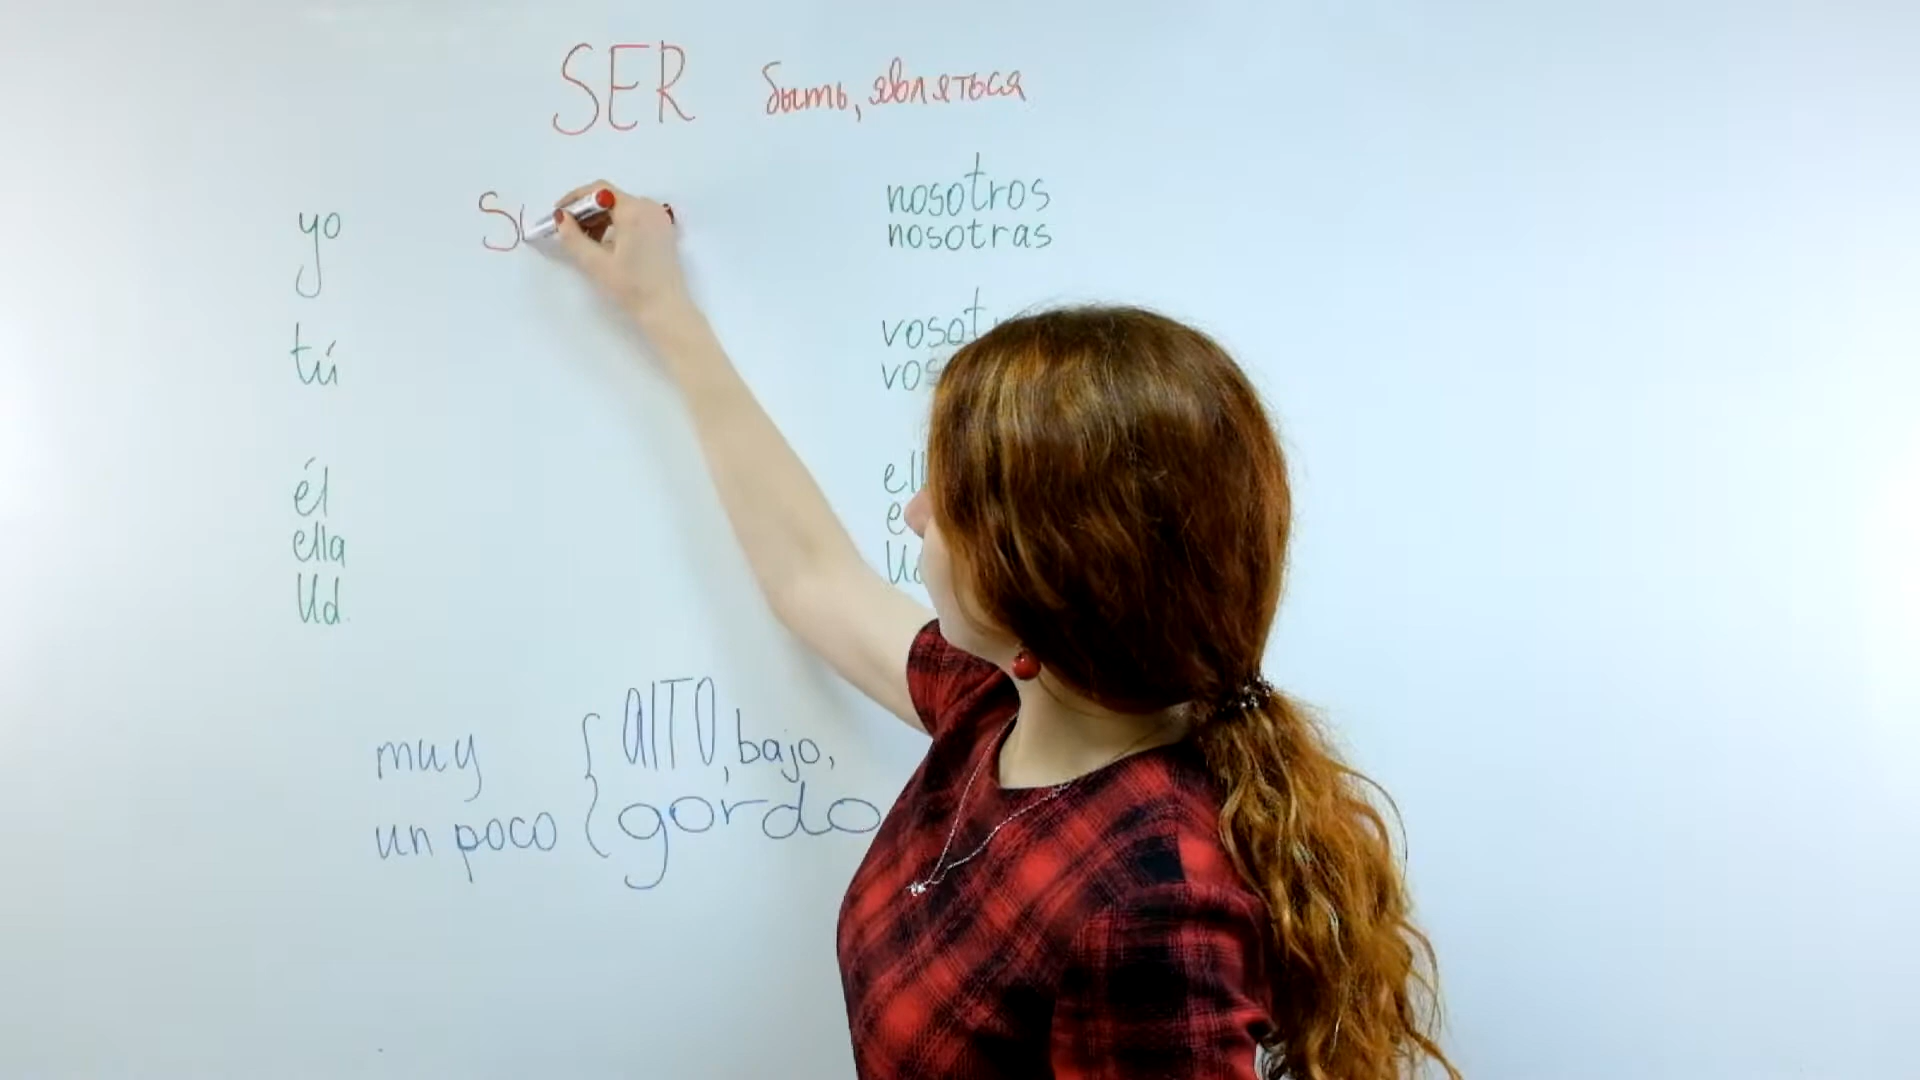 SER быть, являться
yo
tú
él
ella
Ud.
nosotros
nosotras
muy
un poco
alTO, bajo,
gordo